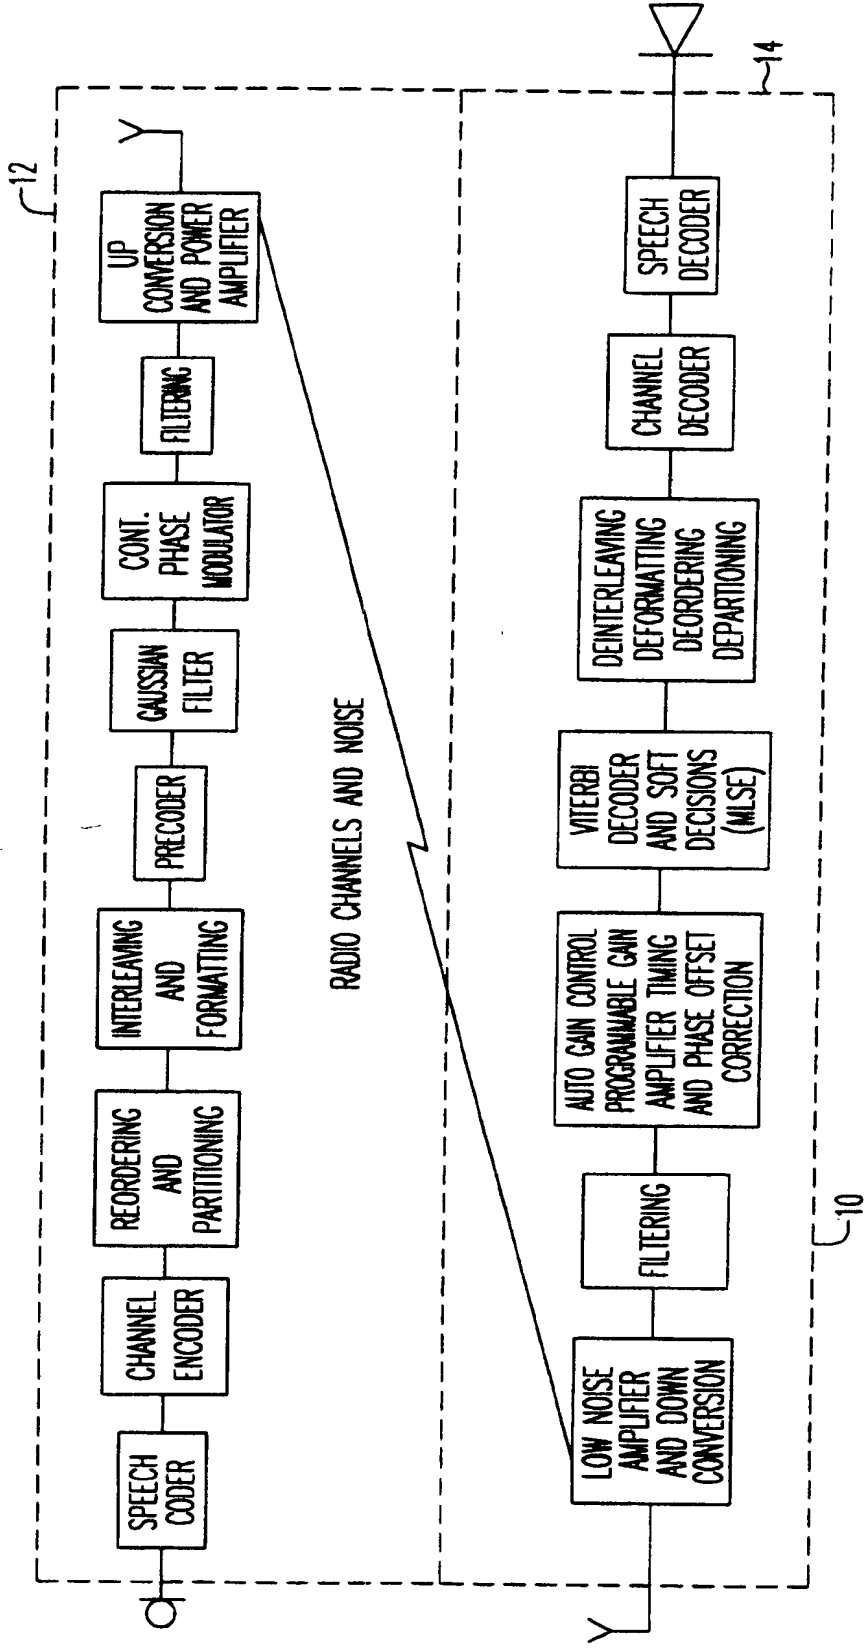 12
SPEECH
CODER
CHANNEL
ENCODER
REORDERING
AND
PARTITIONING
INTERLEAVING
AND
FORMATTING
PRECODER
GAUSSIAN
FILTER
CONT.
PHASE
MODULATOR
FILTERING
UP
CONVERSION
AND POWER
AMPLIFIER
RADIO CHANNELS AND NOISE
LOW NOISE
AMPLIFIER
AND DOWN
CONVERSION
FILTERING
AUTO GAIN CONTROL
PROGRAMMABLE GAIN
AMPLIFIER TIMING
AND PHASE OFFSET
CORRECTION
VITERBI
DECODER
AND SOFT
DECISIONS
(MLSE)
DEINTERLEAVING
DEFORMATTING
DEORDERING
DEPARTIONING
CHANNEL
DECODER
SPEECH
DECODER
14
10